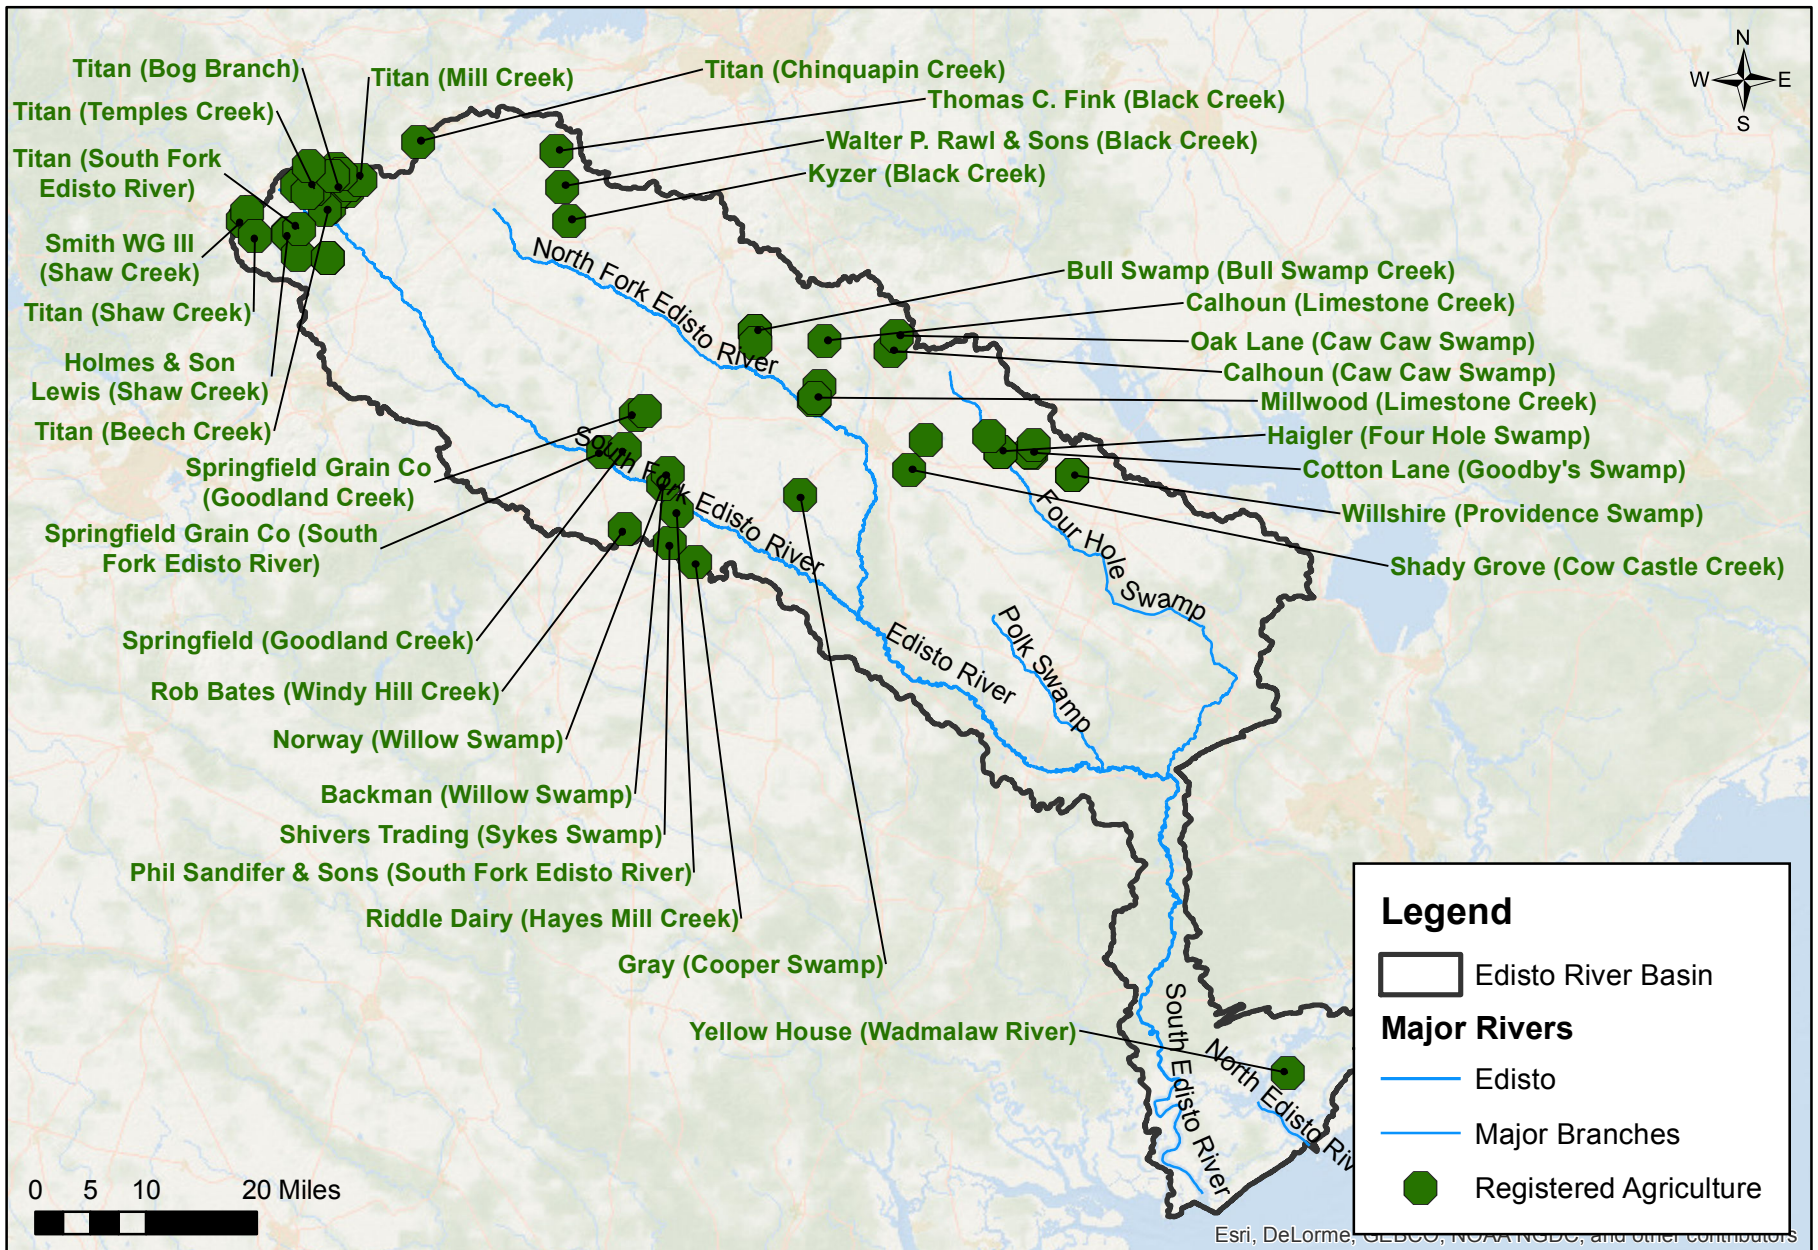 Titan (Bog Branch)
Titan (Mill Creek)
Titan (Chinquapin Creek)
Titan (Temples Creek)
Thomas C. Fink (Black Creek)
Titan (South Fork
Edisto River)
Walter P. Rawl & Sons (Black Creek)
Kyzer (Black Creek)
Smith WG III
(Shaw Creek)
Titan (Shaw Creek)
Holmes & Son
Lewis (Shaw Creek)
Titan (Beech Creek)
Springfield Grain Co
(Goodland Creek)
Springfield Grain Co (South
Fork Edisto River)
Springfield (Goodland Creek)
Rob Bates (Windy Hill Creek)
Norway (Willow Swamp)
Backman (Willow Swamp)
Shivers Trading (Sykes Swamp)
Phil Sandifer & Sons (South Fork Edisto River)
Riddle Dairy (Hayes Mill Creek)
Gray (Cooper Swamp)
Yellow House (Wadmalaw River)
Bull Swamp (Bull Swamp Creek)
Calhoun (Limestone Creek)
Oak Lane (Caw Caw Swamp)
Calhoun (Caw Caw Swamp)
Millwood (Limestone Creek)
Haigler (Four Hole Swamp)
Cotton Lane (Goodby's Swamp)
Willshire (Providence Swamp)
Shady Grove (Cow Castle Creek)
North Fork Edisto River
South Fork Edisto River
Four Hole Swamp
Polk Swamp
Edisto River
South Edisto River
North Edisto Riv
N
W E
S
Legend
Edisto River Basin
Major Rivers
Edisto
Major Branches
Registered Agriculture
0 5 10 20 Miles
Esri, DeLorme, GEBCO, NOAA NGDC, and other contributors